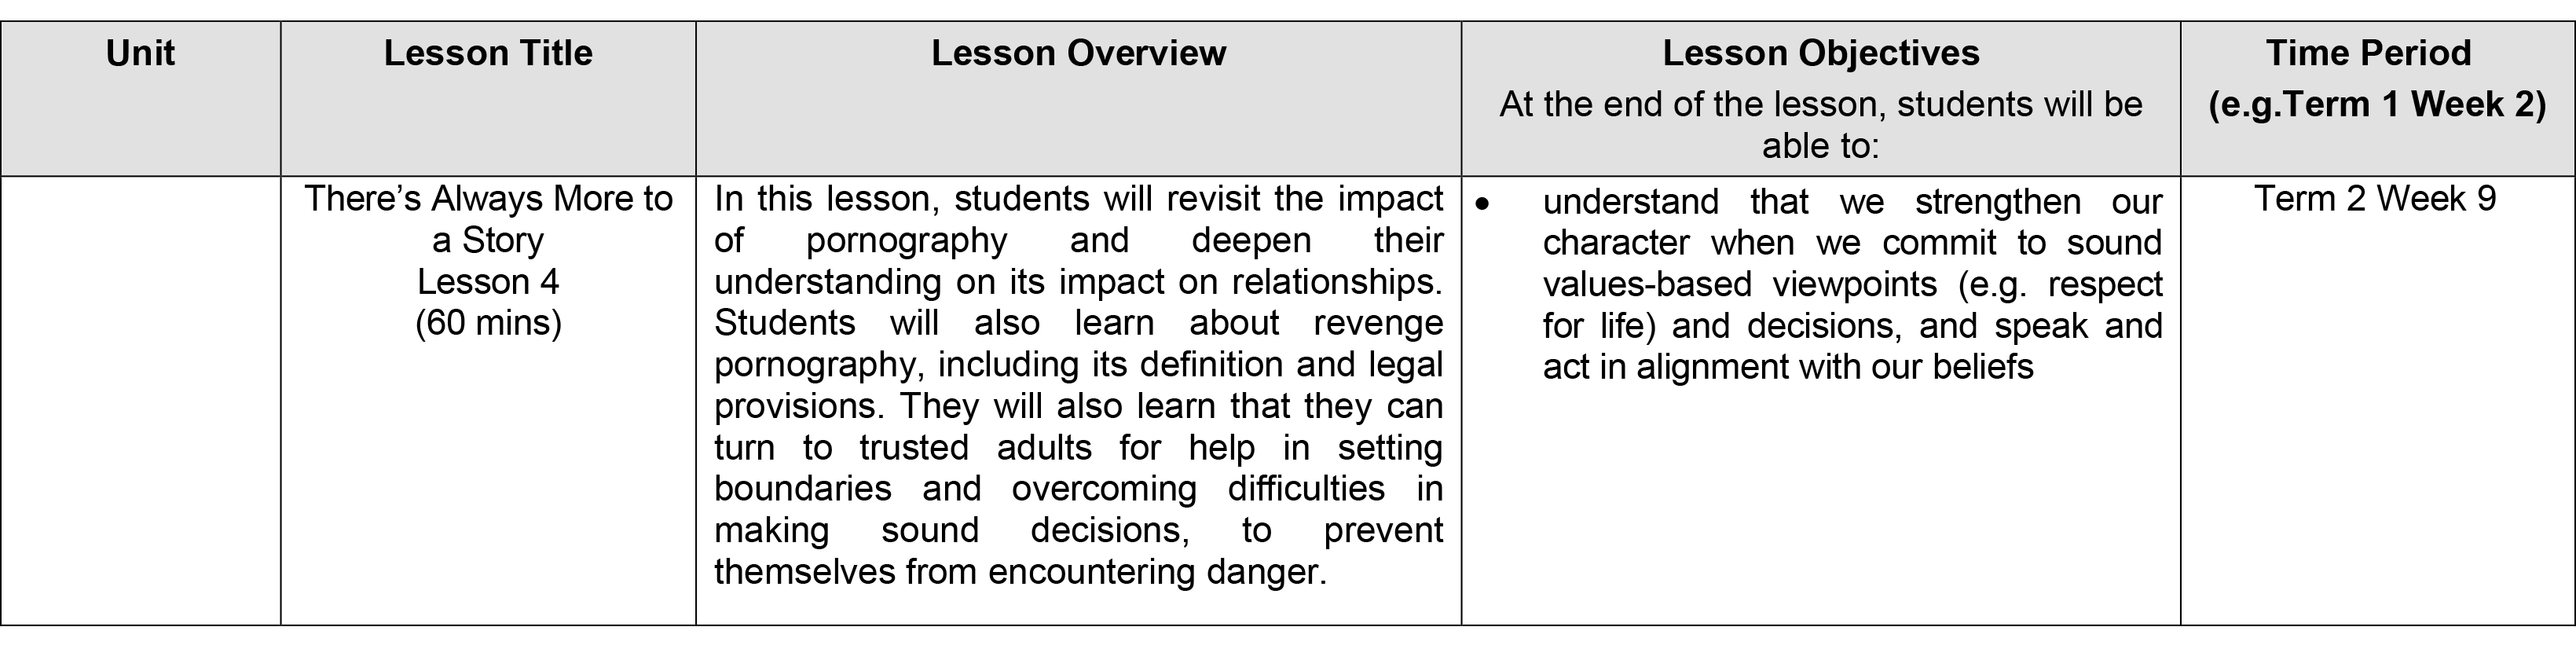 Unit
Lesson Title
Lesson Overview
Lesson Objectives
At the end of the lesson, students will be
able to:
Time Period
(e.g.Term 1 Week 2)
There’s Always More to
a Story
Lesson 4
(60 mins)
In this lesson, students will revisit the impact
of pornography and deepen their
understanding on its impact on relationships.
Students will also learn about revenge
pornography, including its definition and legal
provisions. They will also learn that they can
turn to trusted adults for help in setting
boundaries and overcoming difficulties in
making sound decisions, to prevent
themselves from encountering danger.
• understand that we strengthen our
character when we commit to sound
values-based viewpoints (e.g. respect
for life) and decisions, and speak and
act in alignment with our beliefs
Term 2 Week 9